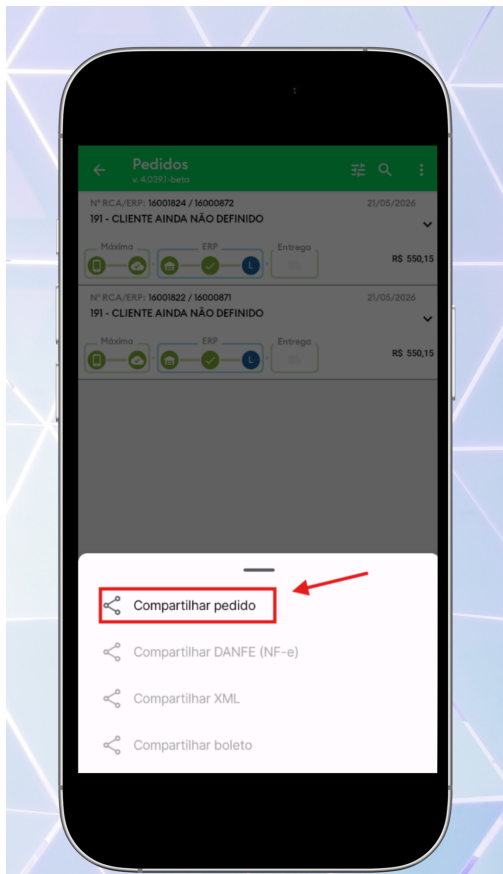 Pedidos
v. 4.039.1-beta
N° RCA/ERP: 16001824 / 16000872 21/05/2026
191 - CLIENTE AINDA NÃO DEFINIDO
Máxima ERP Entrega
L
R$ 550,15
N° RCA/ERP: 16001822 / 16000871 21/05/2026
191 - CLIENTE AINDA NÃO DEFINIDO
Máxima ERP Entrega
L
R$ 550,15
Compartilhar pedido
Compartilhar DANFE (NF-e)
Compartilhar XML
Compartilhar boleto